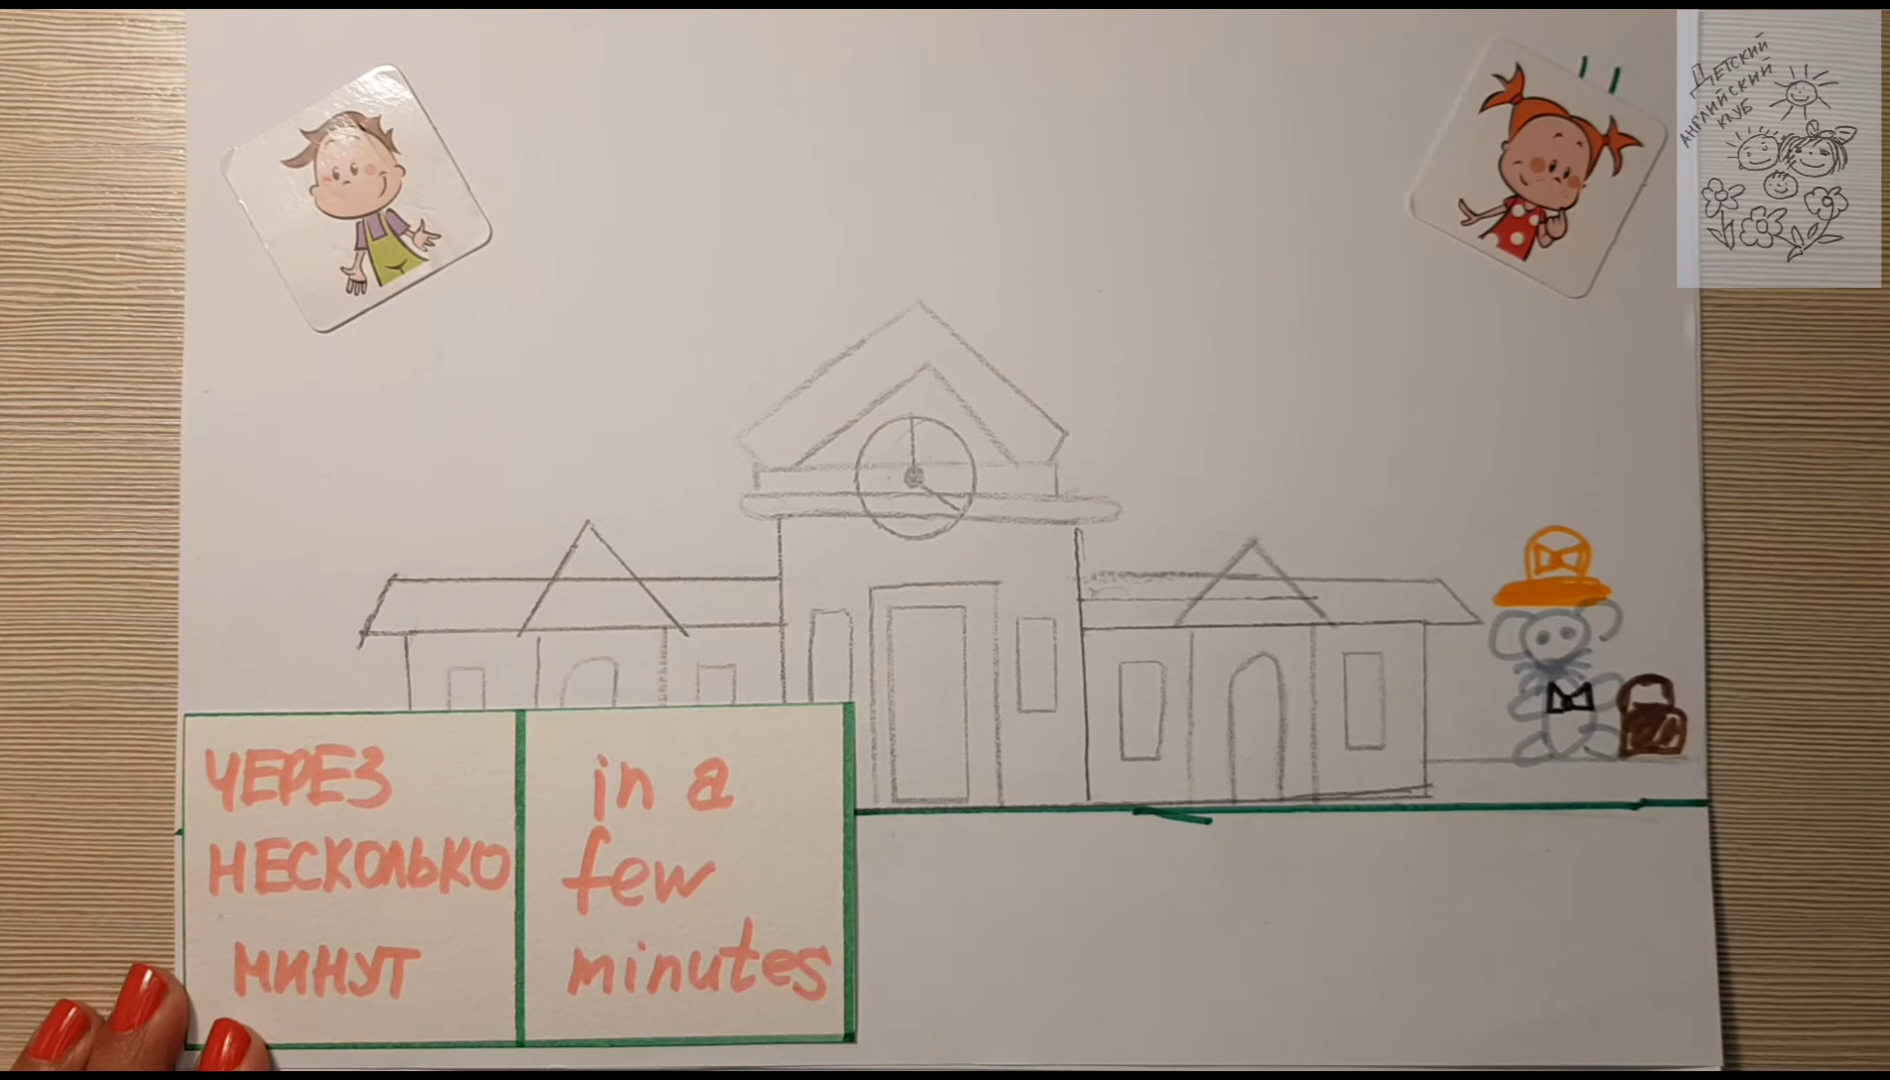 ДЕТСКИЙ
АНГЛИЙСКИЙ
КЛУБ
ЧЕРЕЗ
НЕСКОЛЬКО
МИНУТ
in a
few
minutes